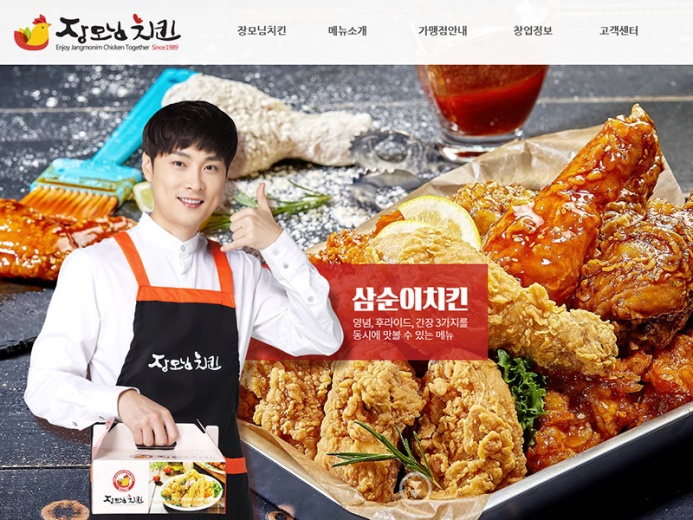 장모님치킨
Enjoy Jangmonim Chicken Together Since1989
장모님치킨 메뉴소개 가맹점안내 창업정보 고객센터
삼순이치킨
양념, 후라이드, 간장 3가지를
동시에 맛볼 수 있는 메뉴
장모님치킨
장모님치킨